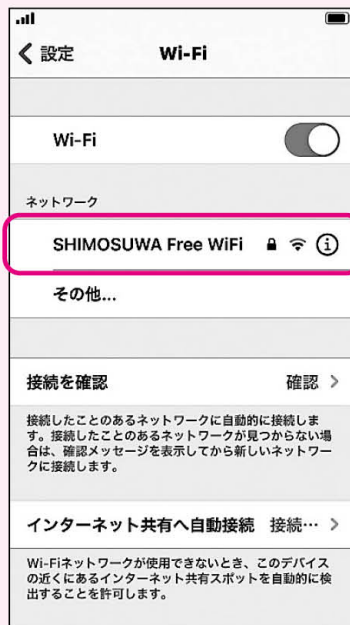 設定
Wi-Fi
Wi-Fi
ネットワーク
SHIMOSUWA Free WiFi
その他...
接続を確認 確認
接続したことのあるネットワークに自動的に接続しま
す。接続したことのあるネットワークが見つからない場
合は、確認メッセージを表示してから新しいネットワー
クに接続します。
インターネット共有へ自動接続 接続…
Wi-Fiネットワークが使用できないとき、このデバイス
の近くにあるインターネット共有スポットを自動的に検
出することを許可します。